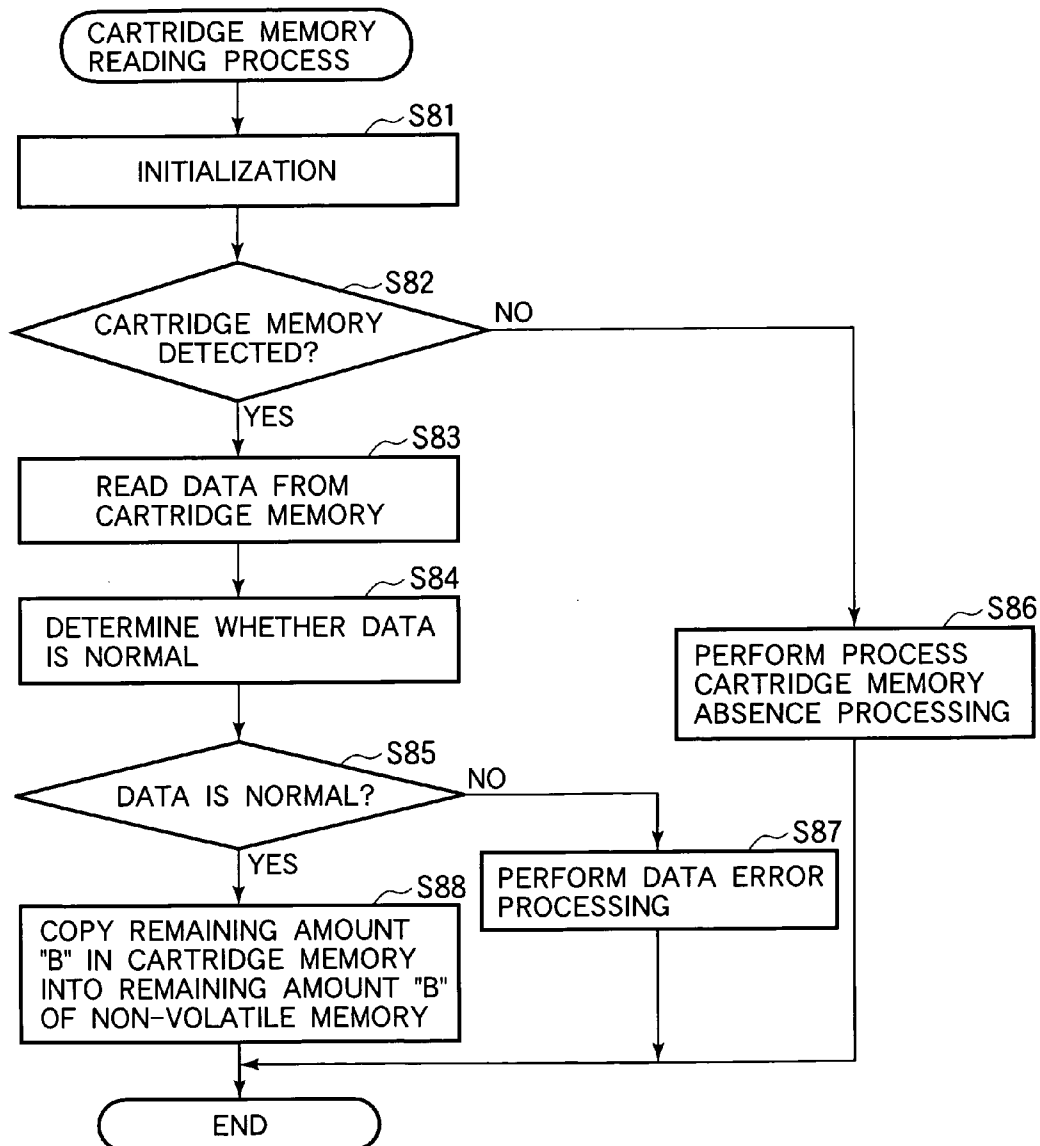 CARTRIDGE MEMORY
READING PROCESS
S81
INITIALIZATION
S82
CARTRIDGE MEMORY
DETECTED?
NO
YES
S83
READ DATA FROM
CARTRIDGE MEMORY
S84
DETERMINE WHETHER DATA
IS NORMAL
S86
PERFORM PROCESS
CARTRIDGE MEMORY
ABSENCE PROCESSING
S85
DATA IS NORMAL?
NO
YES
S87
PERFORM DATA ERROR
PROCESSING
S88
COPY REMAINING AMOUNT
"B" IN CARTRIDGE MEMORY
INTO REMAINING AMOUNT "B"
OF NON-VOLATILE MEMORY
END